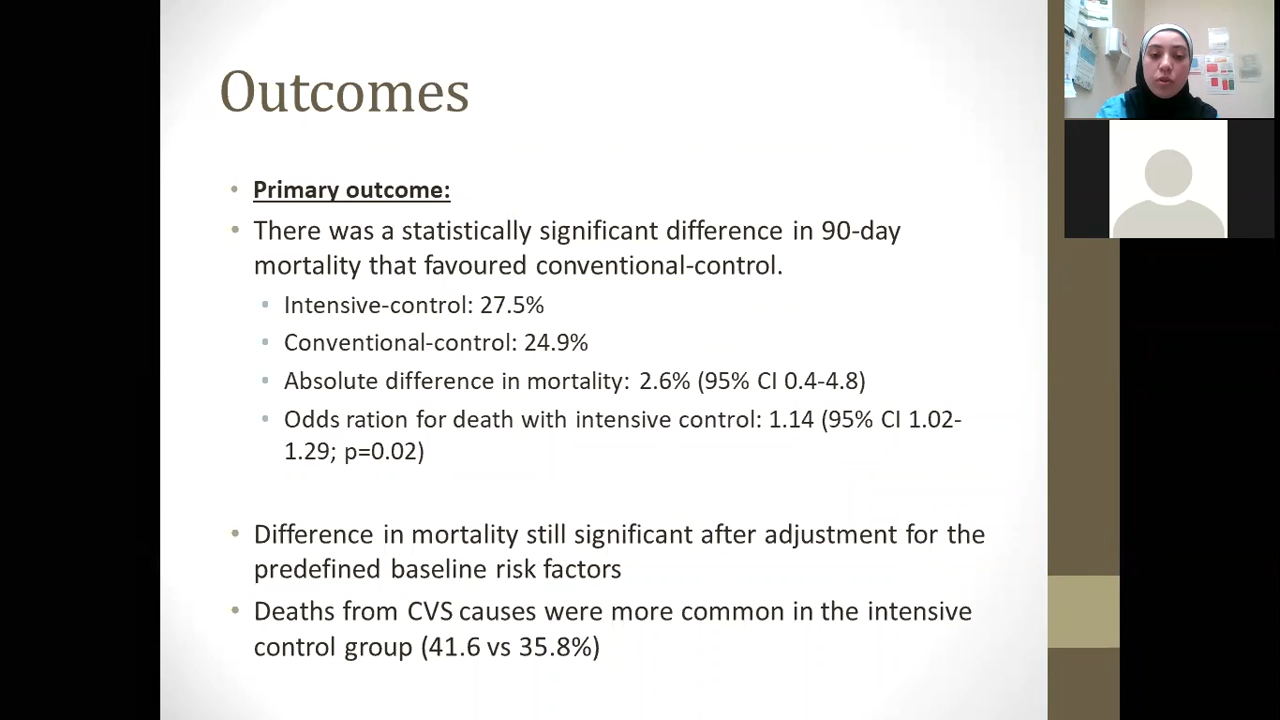 Outcomes
Primary outcome:
There was a statistically significant difference in 90-day
mortality that favoured conventional-control.
Intensive-control: 27.5%
Conventional-control: 24.9%
Absolute difference in mortality: 2.6% (95% CI 0.4-4.8)
Odds ration for death with intensive control: 1.14 (95% CI 1.02-
1.29; p=0.02)
Difference in mortality still significant after adjustment for the
predefined baseline risk factors
Deaths from CVS causes were more common in the intensive
control group (41.6 vs 35.8%)